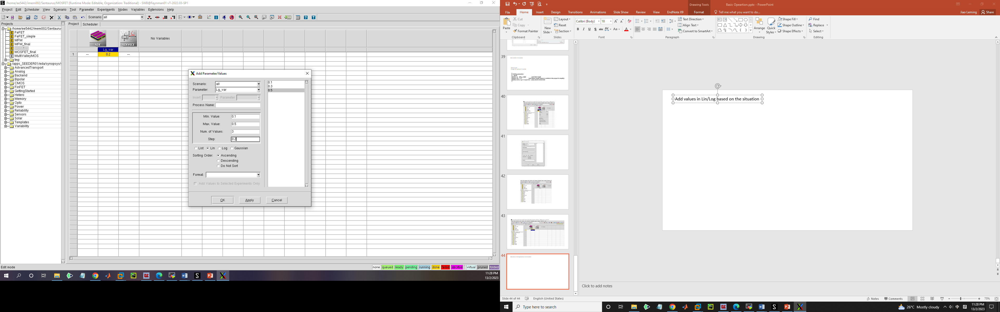 /home/ee5442/imem002/Sentaurus/MOSFET (Runtime Mode: Editable, Organization: Traditional) - SWB@Feynman01 vT-2022.03-SP1
Project Edit Scheduler View Scenario Tool Parameter Experiments Nodes Variables Extensions Help
Scenario: all
Projects
/home/ee5442/imem002/Sentaurus
FeFET
FeFET_simple
MFM
MFM_final
MOSFET_final
MultiValleyMOS
tmp
/apps_SEEDER01/eda/synopsys/s
AdvancedTransport
Analog
Backend
Bipolar
CMOS
FinFET
GettingStarted
Hetero
Memory
Opto
Power
Reliability
Sensors
Solar
Templates
Variability
Project Scheduler
SDE SDEVICE No Variables
Lg_var
1 -- 0.2 --
Add Parameter/Values
Scenario: all
Parameter: Lg_var
Insert Parameter
Process Name:
Min. Value: 0.1
Max. Value: 0.5
Num. of Values: 3
Step: 0.2
List Lin Log Gaussian
Sorting Order: Ascending
Descending
Do Not Sort
Format:
Add Values to Selected Experiments Only
0.1
0.3
0.5
OK Apply Cancel
Edit mode
none queued ready pending running done failed aborted virtual pruned folded
11:28 PM
13/2/2023
Drawing Tools
Basic Opeartion.pptx - PowerPoint
File Home Insert Design Transitions Animations Slide Show Review View EndNote X9 Format Tell me what you want to do...
Jiao Leming Share
Paste
Cut
Copy
Format Painter
Clipboard
New Slide
Layout
Reset
Section
Slides
Calibri (Body) 18
B I U S abc AV Aa A
Font
Text Direction
Align Text
Convert to SmartArt
Paragraph
Arrange
Quick Styles
Shape Fill
Shape Outline
Shape Effects
Drawing
Find
Replace
Select
Editing
39
40
41
42
43
44
Add values in Lin/Log based on the situation
Click to add notes
Slide 44 of 44 English (United States)
Notes Comments 75%
Type here to search
26°C Mostly cloudy
中
11:28 PM
13/2/2023